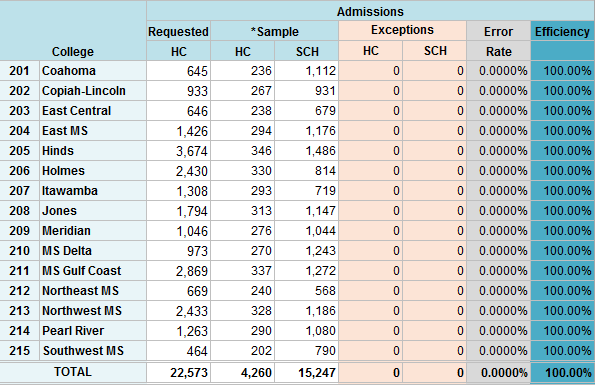 Admissions
Requested *Sample Exceptions Error Efficiency
College HC HC SCH HC SCH Rate
201 Coahoma 645 236 1,112 0 0 0.0000% 100.00%
202 Copiah-Lincoln 933 267 931 0 0 0.0000% 100.00%
203 East Central 646 238 679 0 0 0.0000% 100.00%
204 East MS 1,426 294 1,176 0 0 0.0000% 100.00%
205 Hinds 3,674 346 1,486 0 0 0.0000% 100.00%
206 Holmes 2,430 330 814 0 0 0.0000% 100.00%
207 Itawamba 1,308 293 719 0 0 0.0000% 100.00%
208 Jones 1,794 313 1,147 0 0 0.0000% 100.00%
209 Meridian 1,046 276 1,044 0 0 0.0000% 100.00%
210 MS Delta 973 270 1,243 0 0 0.0000% 100.00%
211 MS Gulf Coast 2,869 337 1,272 0 0 0.0000% 100.00%
212 Northeast MS 669 240 568 0 0 0.0000% 100.00%
213 Northwest MS 2,433 328 1,186 0 0 0.0000% 100.00%
214 Pearl River 1,263 290 1,080 0 0 0.0000% 100.00%
215 Southwest MS 464 202 790 0 0 0.0000% 100.00%
TOTAL 22,573 4,260 15,247 0 0 0.0000% 100.00%